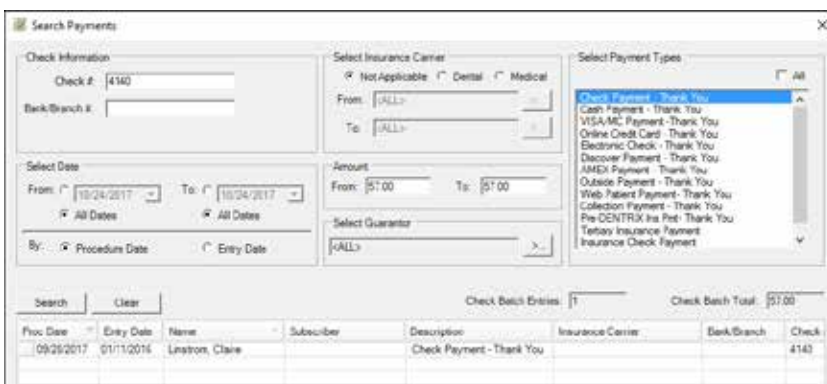 Search Payments
Check Information
Check #: 4140
Bank/Branch #:
Select Insurance Carrier
Not Applicable Dental Medical
From: <ALL>
To: <ALL>
Select Payment Types
All
Check Payment - Thank You
Cash Payment - Thank You
VISA/MC Payment - Thank You
Online Credit Card - Thank You
Electronic Check - Thank You
Discover Payment - Thank You
AMEX Payment - Thank You
Outside Payment - Thank You
Web Patient Payment - Thank You
Collection Payment - Thank You
Pre-DENTRIX Ins Pmt - Thank You
Tertiary Insurance Payment
Insurance Check Payment
Select Date
From: 10/24/2017 To: 10/24/2017
All Dates All Dates
By: Procedure Date Entry Date
Amount
From: 57.00 To: 57.00
Select Guarantor
<ALL>
Search Clear
Check Batch Entries: 1 Check Batch Total: 57.00
Proc Date Entry Date Name Subscriber Description Insurance Carrier Bank/Branch Check
01/11/2016 Linstrom, Claire Check Payment - Thank You